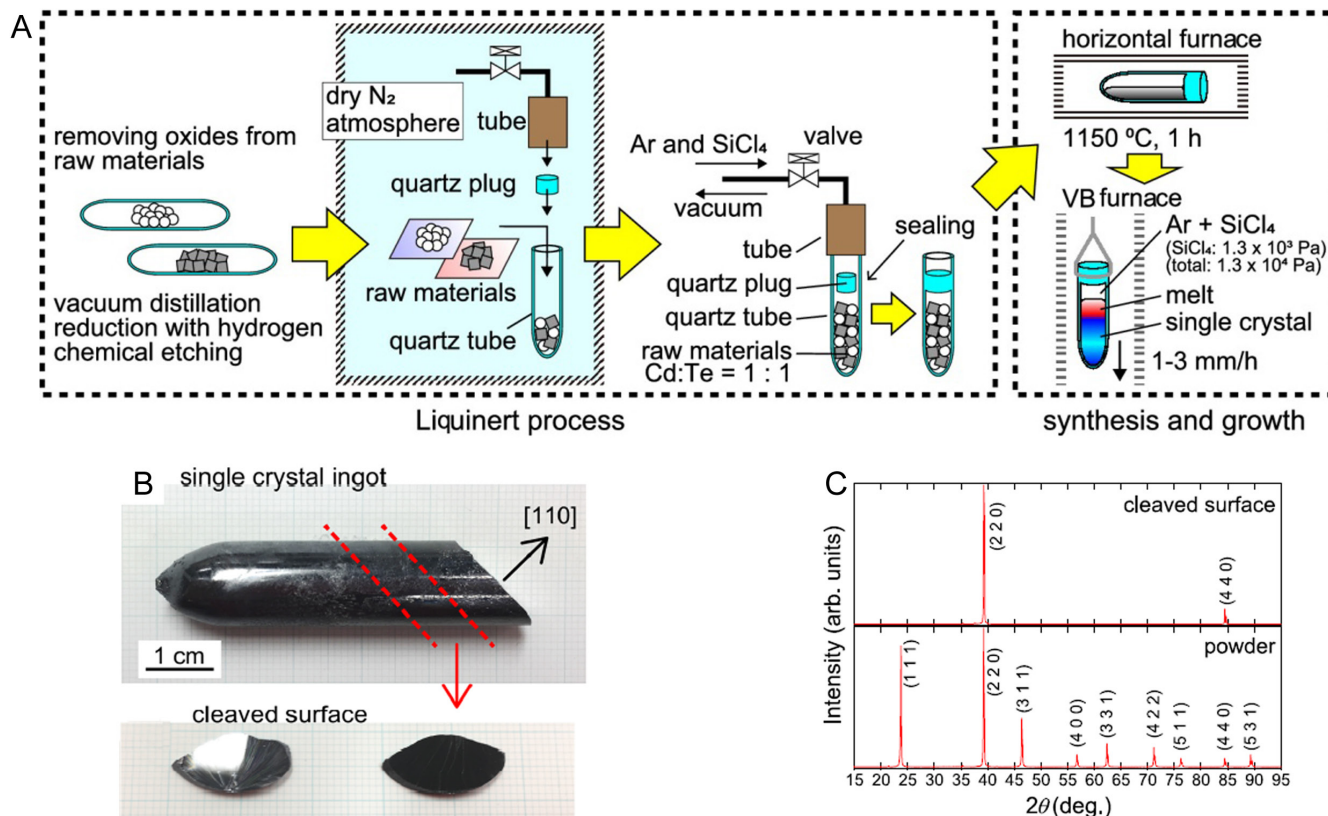 A
removing oxides from
raw materials
vacuum distillation
reduction with hydrogen
chemical etching
dry N₂
atmosphere
tube
quartz plug
raw materials
quartz tube
Ar and SiCl₄
vacuum
valve
tube
sealing
quartz plug
quartz tube
raw materials
Cd:Te = 1 : 1
Liquinert process
horizontal furnace
1150 ºC, 1 h
VB furnace
Ar + SiCl₄
(SiCl₄: 1.3 x 10³ Pa)
(total: 1.3 x 10⁴ Pa)
melt
single crystal
1-3 mm/h
synthesis and growth
B
single crystal ingot
[110]
1 cm
cleaved surface
C
cleaved surface
(2 2 0)
(4 4 0)
powder
(1 1 1)
(2 2 0)
(3 1 1)
(4 0 0)
(3 3 1)
(4 2 2)
(5 1 1)
(4 4 0)
(5 3 1)
Intensity (arb. units)
15 25 30 35 40 45 50 55 60 65 70 75 80 85 90 95
2θ (deg.)